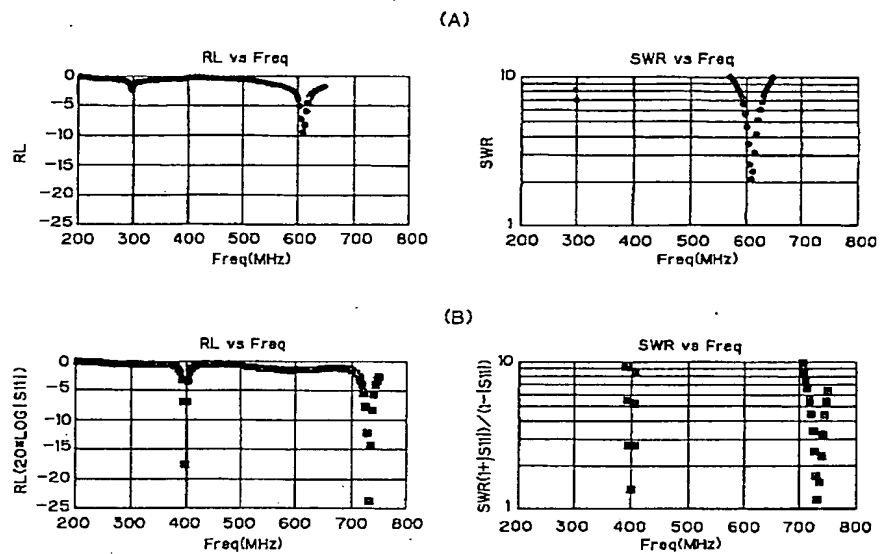 (A)
RL vs Freq
0
-5
-10
-15
-20
-25
RL
200 300 400 500 600 700 800
Freq(MHz)
SWR vs Freq
10
1
SWR
200 300 400 500 600 700 800
Freq(MHz)
(B)
RL vs Freq
0
-5
-10
-15
-20
-25
RL(20*LOG|S11|)
200 300 400 500 600 700 800
Freq(MHz)
SWR vs Freq
10
1
SWR(1+|S11|)/(1-|S11|)
200 300 400 500 600 700 800
Freq(MHz)